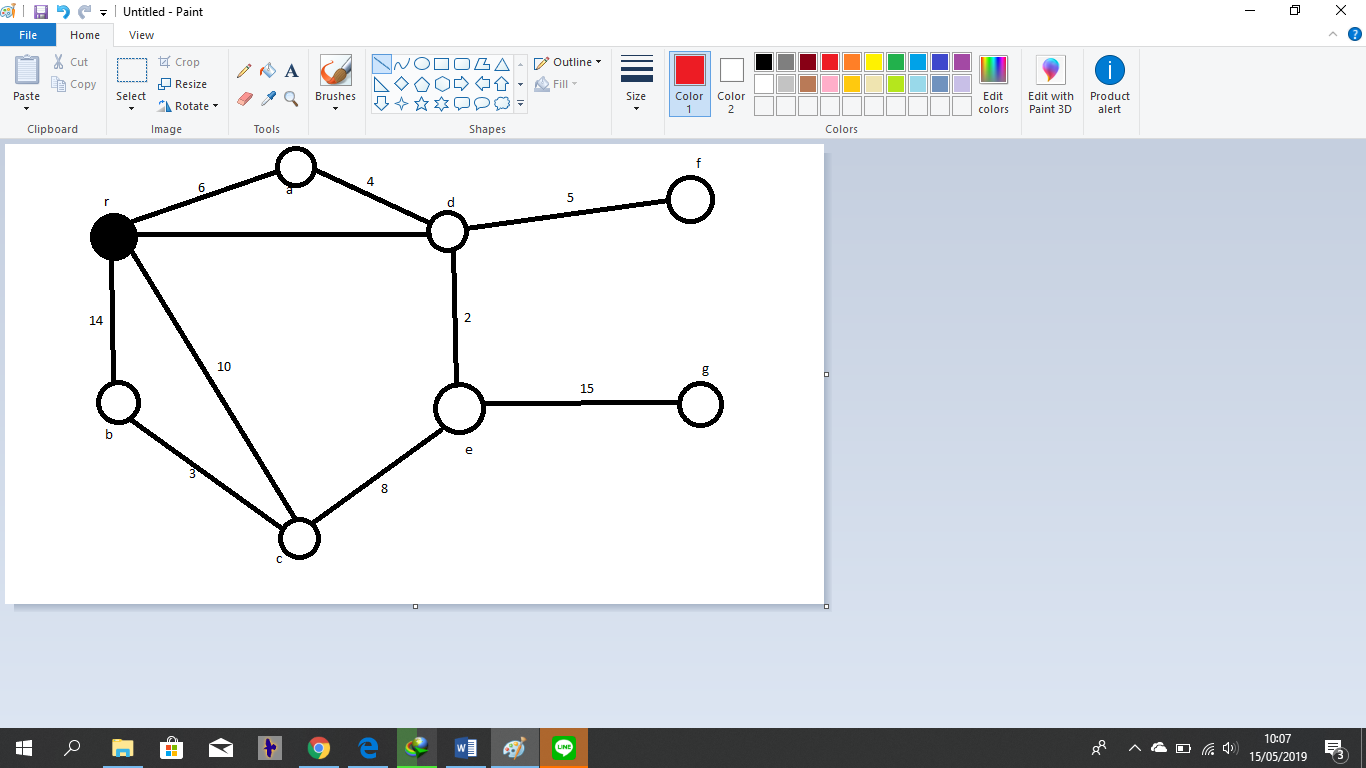 Untitled - Paint
File Home View
Paste Cut Copy Clipboard
Select Crop Resize Rotate Image
A Tools
Brushes
Outline Fill Shapes
Size
Color 1 Color 2 Edit colors Colors
Edit with Paint 3D
Product alert
a
r
6
4
d
5
f
14
10
2
15
g
b
3
e
8
c
LINE
10:07
15/05/2019
3